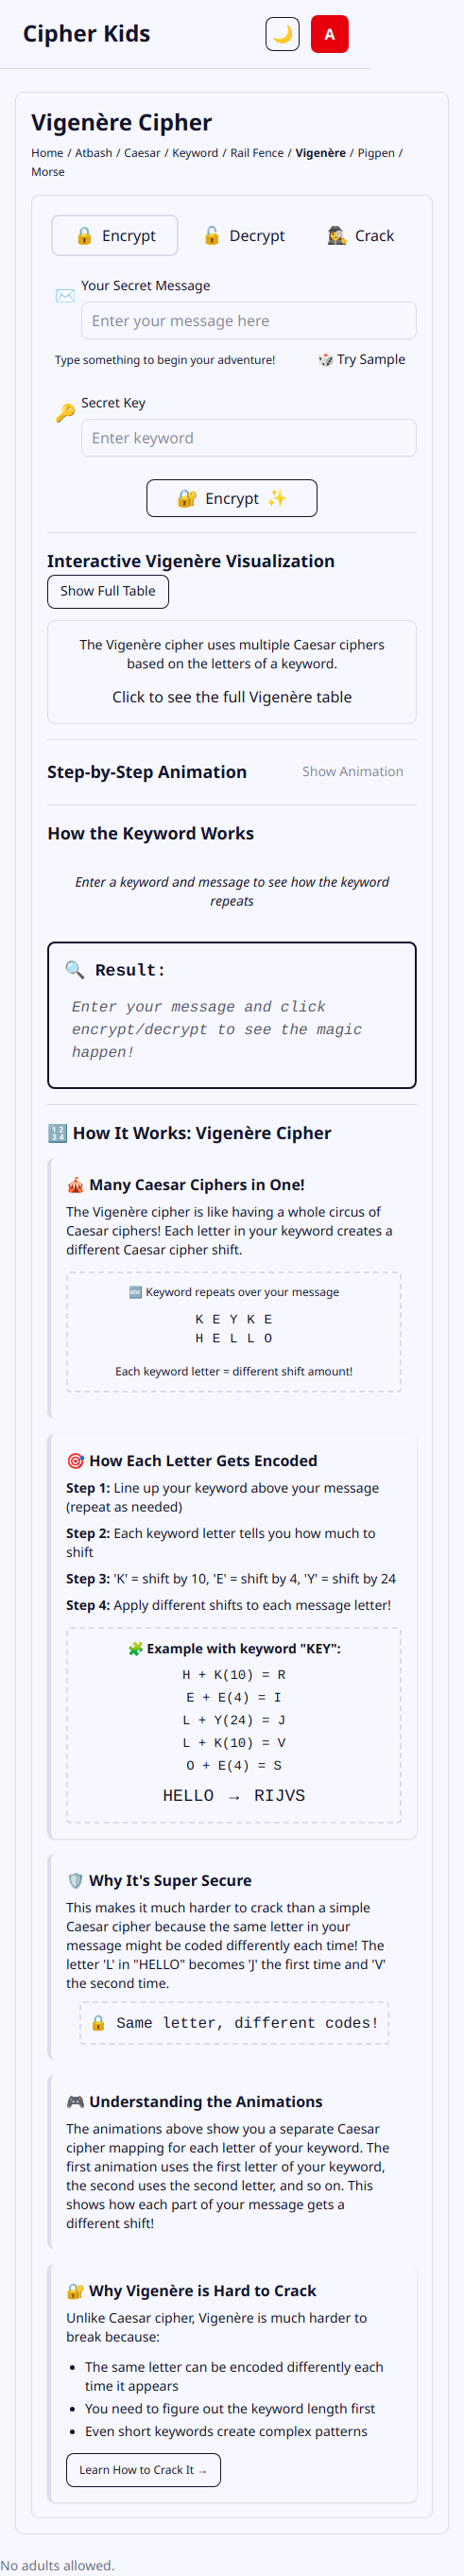 Cipher Kids
🌙 A
Vigenère Cipher
Home / Atbash / Caesar / Keyword / Rail Fence / Vigenère / Pigpen /
Morse
🔒 Encrypt 🔓 Decrypt 🕵️ Crack
✉️ Your Secret Message
Enter your message here
Type something to begin your adventure! 🎲 Try Sample
🔑 Secret Key
Enter keyword
🔐 Encrypt ✨
Interactive Vigenère Visualization
Show Full Table
The Vigenère cipher uses multiple Caesar ciphers
based on the letters of a keyword.
Click to see the full Vigenère table
Step-by-Step Animation Show Animation
How the Keyword Works
Enter a keyword and message to see how the keyword
repeats
🔍 Result:
Enter your message and click
encrypt/decrypt to see the magic
happen!
🔢 How It Works: Vigenère Cipher
🎪 Many Caesar Ciphers in One!
The Vigenère cipher is like having a whole circus of
Caesar ciphers! Each letter in your keyword creates a
different Caesar cipher shift.
🔤 Keyword repeats over your message
K E Y K E
H E L L O
Each keyword letter = different shift amount!
🎯 How Each Letter Gets Encoded
Step 1: Line up your keyword above your message
(repeat as needed)
Step 2: Each keyword letter tells you how much to
shift
Step 3: 'K' = shift by 10, 'E' = shift by 4, 'Y' = shift by 24
Step 4: Apply different shifts to each message letter!
🧩 Example with keyword "KEY":
H + K(10) = R
E + E(4) = I
L + Y(24) = J
L + K(10) = V
O + E(4) = S
HELLO → RIJVS
🛡️ Why It's Super Secure
This makes it much harder to crack than a simple
Caesar cipher because the same letter in your
message might be coded differently each time! The
letter 'L' in "HELLO" becomes 'J' the first time and 'V'
the second time.
🔒 Same letter, different codes!
🎮 Understanding the Animations
The animations above show you a separate Caesar
cipher mapping for each letter of your keyword. The
first animation uses the first letter of your keyword,
the second uses the second letter, and so on. This
shows how each part of your message gets a
different shift!
🔐 Why Vigenère is Hard to Crack
Unlike Caesar cipher, Vigenère is much harder to
break because:
• The same letter can be encoded differently each
time it appears
• You need to figure out the keyword length first
• Even short keywords create complex patterns
Learn How to Crack It →
No adults allowed.